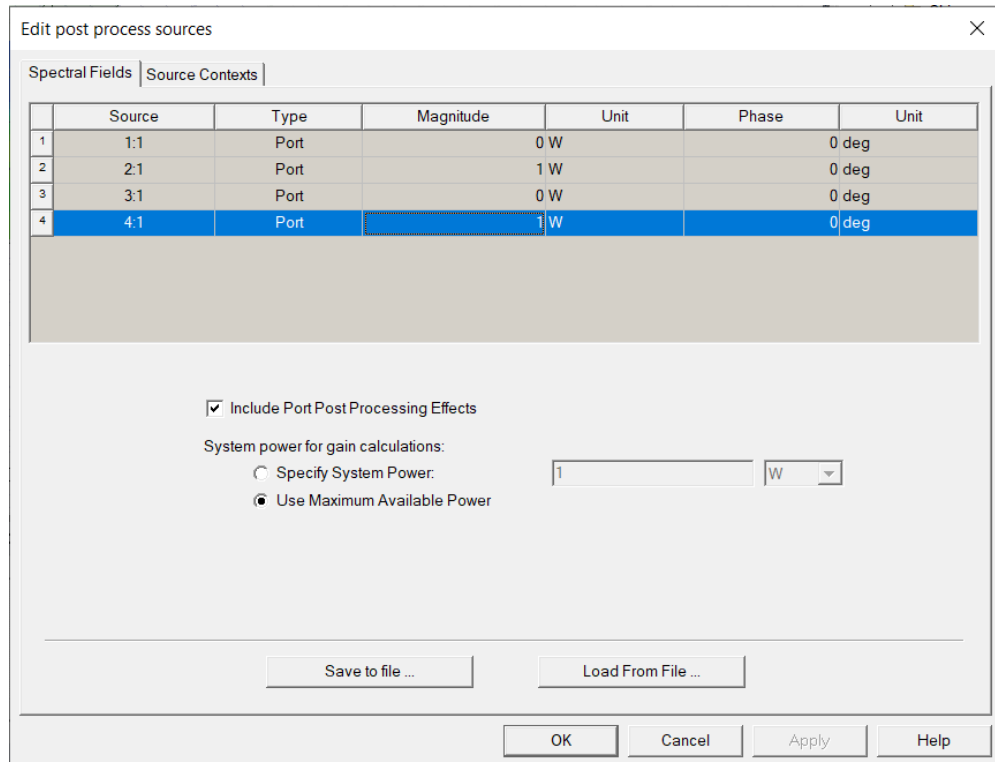 Edit post process sources
Spectral Fields Source Contexts
Source Type Magnitude Unit Phase Unit
1 1:1 Port 0 W 0 deg
2 2:1 Port 1 W 0 deg
3 3:1 Port 0 W 0 deg
4 4:1 Port 1 W 0 deg
Include Port Post Processing Effects
System power for gain calculations:
Specify System Power: 1 W
Use Maximum Available Power
Save to file ... Load From File ...
OK Cancel Apply Help